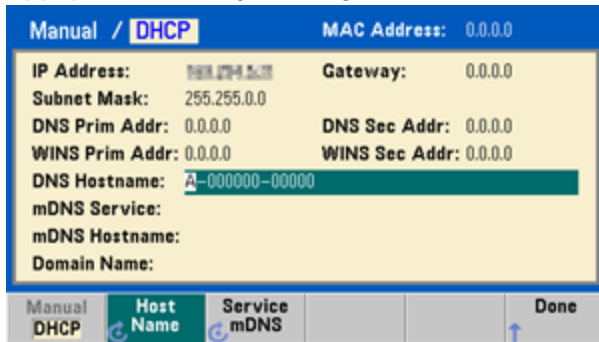 Manual / DHCP MAC Address: 0.0.0.0
IP Address: Gateway: 0.0.0.0
Subnet Mask: 255.255.0.0
DNS Prim Addr: 0.0.0.0 DNS Sec Addr: 0.0.0.0
WINS Prim Addr: 0.0.0.0 WINS Sec Addr: 0.0.0.0
DNS Hostname: A-000000-00000
mDNS Service:
mDNS Hostname:
Domain Name:
Manual Host Service Done
DHCP Name mDNS